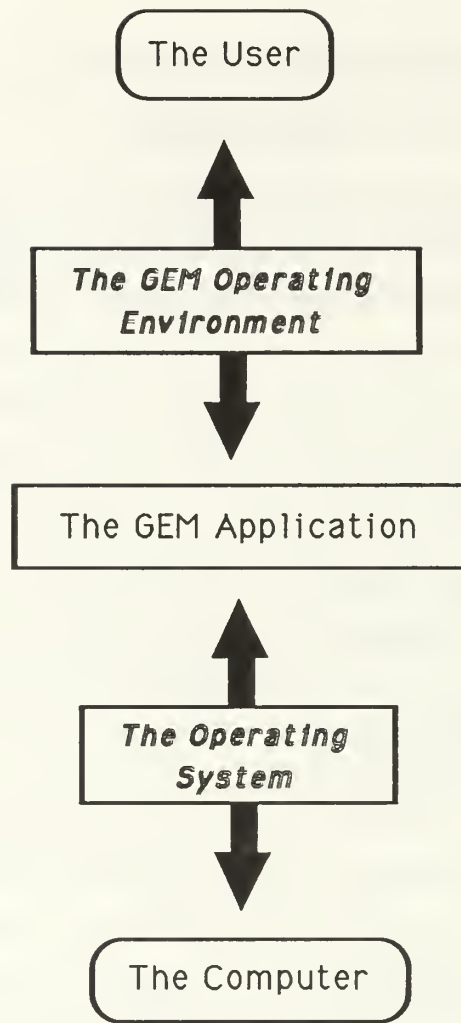 The User
The GEM Operating
Environment
The GEM Application
The Operating
System
The Computer